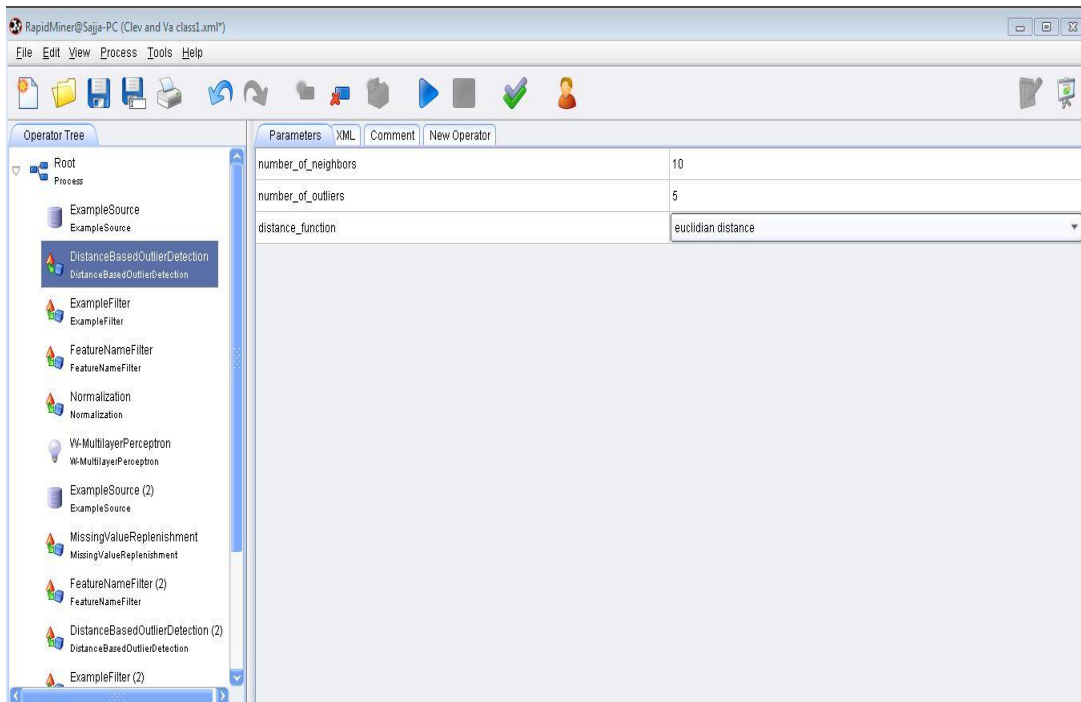 RapidMiner@Sajja-PC (Clev and Va class1.xml*)
File Edit View Process Tools Help
Operator Tree
Parameters XML Comment New Operator
Root
Process
ExampleSource
ExampleSource
DistanceBasedOutlierDetection
DistanceBasedOutlierDetection
ExampleFilter
ExampleFilter
FeatureNameFilter
FeatureNameFilter
Normalization
Normalization
W-MultilayerPerceptron
W-MultilayerPerceptron
ExampleSource (2)
ExampleSource
MissingValueReplenishment
MissingValueReplenishment
FeatureNameFilter (2)
FeatureNameFilter
DistanceBasedOutlierDetection (2)
DistanceBasedOutlierDetection
ExampleFilter (2)
number_of_neighbors 10
number_of_outliers 5
distance_function euclidian distance